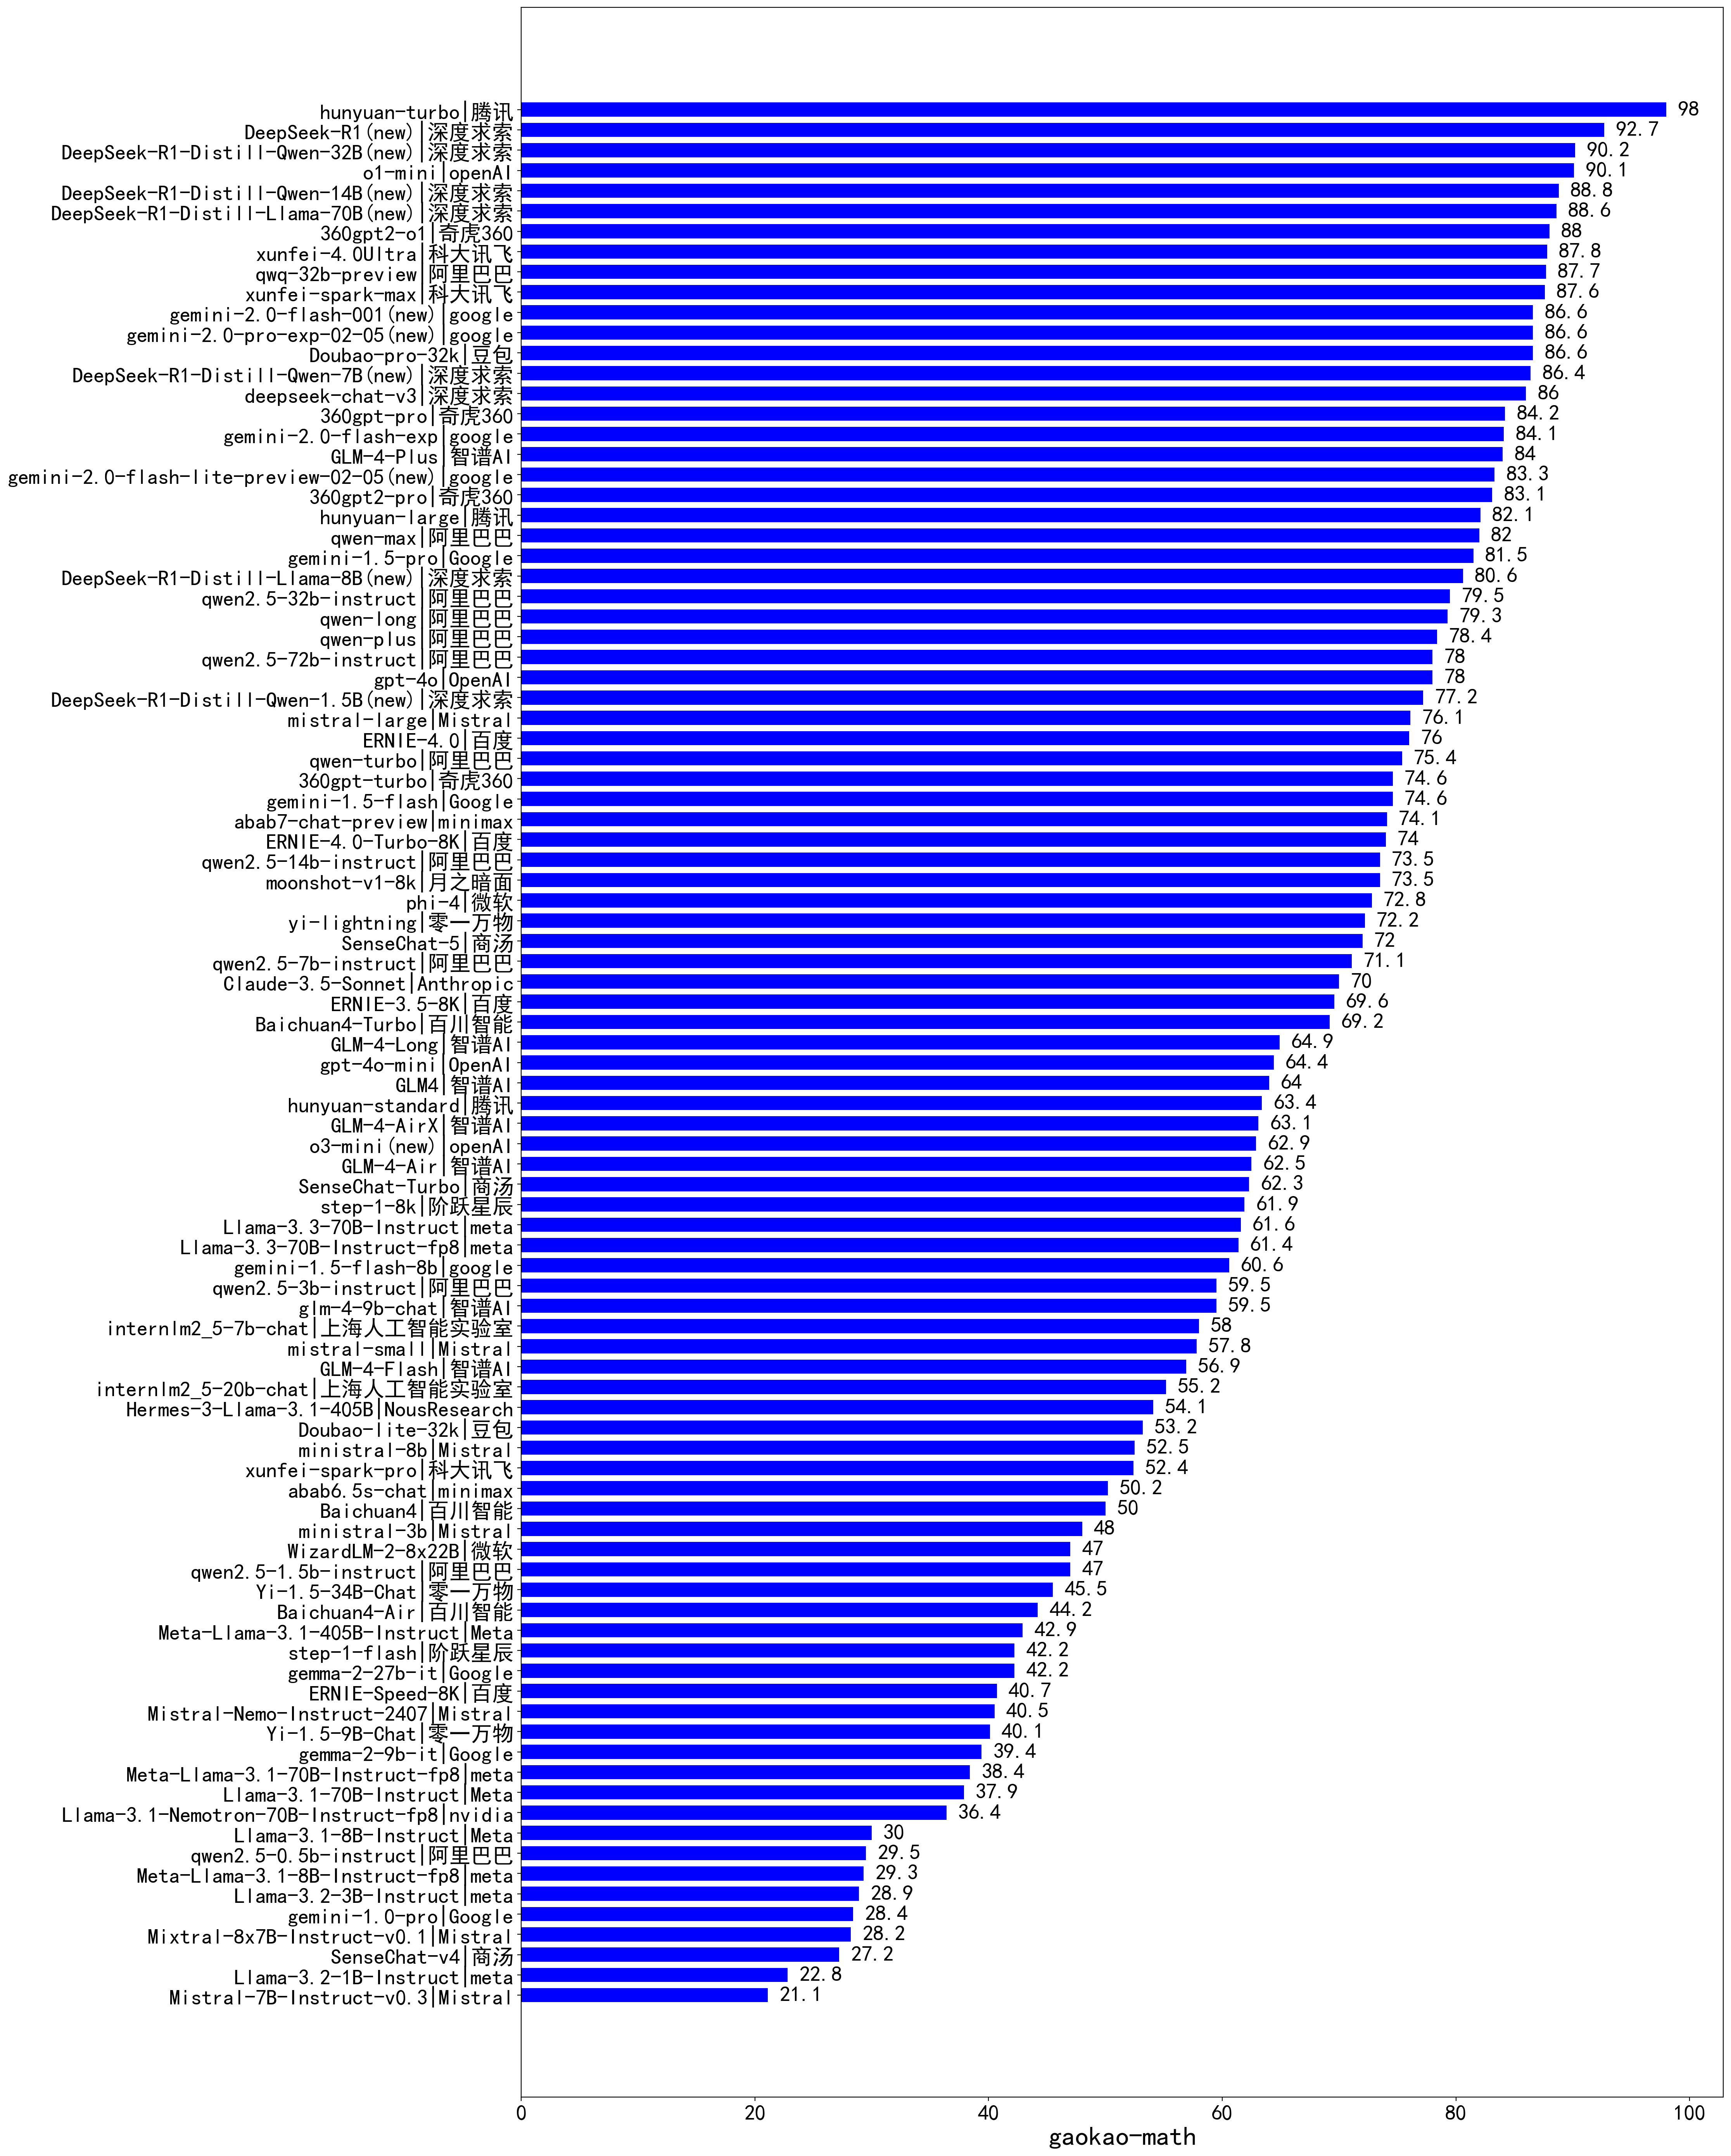 hunyuan-turbo|腾讯 98
DeepSeek-R1(new)|深度求索 92.7
DeepSeek-R1-Distill-Qwen-32B(new)|深度求索 90.2
o1-mini|openAI 90.1
DeepSeek-R1-Distill-Qwen-14B(new)|深度求索 88.8
DeepSeek-R1-Distill-Llama-70B(new)|深度求索 88.6
360gpt2-o1|奇虎360 88
xunfei-4.0Ultra|科大讯飞 87.8
qwq-32b-preview|阿里巴巴 87.7
xunfei-spark-max|科大讯飞 87.6
gemini-2.0-flash-001(new)|google 86.6
gemini-2.0-pro-exp-02-05(new)|google 86.6
Doubao-pro-32k|豆包 86.6
DeepSeek-R1-Distill-Qwen-7B(new)|深度求索 86.4
deepseek-chat-v3|深度求索 86
360gpt-pro|奇虎360 84.2
gemini-2.0-flash-exp|google 84.1
GLM-4-Plus|智谱AI 84
gemini-2.0-flash-lite-preview-02-05(new)|google 83.3
360gpt2-pro|奇虎360 83.1
hunyuan-large|腾讯 82.1
qwen-max|阿里巴巴 82
gemini-1.5-pro|Google 81.5
DeepSeek-R1-Distill-Llama-8B(new)|深度求索 80.6
qwen2.5-32b-instruct|阿里巴巴 79.5
qwen-long|阿里巴巴 79.3
qwen-plus|阿里巴巴 78.4
qwen2.5-72b-instruct|阿里巴巴 78
gpt-4o|OpenAI 78
DeepSeek-R1-Distill-Qwen-1.5B(new)|深度求索 77.2
mistral-large|Mistral 76.1
ERNIE-4.0|百度 76
qwen-turbo|阿里巴巴 75.4
360gpt-turbo|奇虎360 74.6
gemini-1.5-flash|Google 74.6
abab7-chat-preview|minimax 74.1
ERNIE-4.0-Turbo-8K|百度 74
qwen2.5-14b-instruct|阿里巴巴 73.5
moonshot-v1-8k|月之暗面 73.5
phi-4|微软 72.8
yi-lightning|零一万物 72.2
SenseChat-5|商汤 72
qwen2.5-7b-instruct|阿里巴巴 71.1
Claude-3.5-Sonnet|Anthropic 70
ERNIE-3.5-8K|百度 69.6
Baichuan4-Turbo|百川智能 69.2
GLM-4-Long|智谱AI 64.9
gpt-4o-mini|OpenAI 64.4
GLM4|智谱AI 64
hunyuan-standard|腾讯 63.4
GLM-4-AirX|智谱AI 63.1
o3-mini(new)|openAI 62.9
GLM-4-Air|智谱AI 62.5
SenseChat-Turbo|商汤 62.3
step-1-8k|阶跃星辰 61.9
Llama-3.3-70B-Instruct|meta 61.6
Llama-3.3-70B-Instruct-fp8|meta 61.4
gemini-1.5-flash-8b|google 60.6
qwen2.5-3b-instruct|阿里巴巴 59.5
glm-4-9b-chat|智谱AI 59.5
internlm2_5-7b-chat|上海人工智能实验室 58
mistral-small|Mistral 57.8
GLM-4-Flash|智谱AI 56.9
internlm2_5-20b-chat|上海人工智能实验室 55.2
Hermes-3-Llama-3.1-405B|NousResearch 54.1
Doubao-lite-32k|豆包 53.2
ministral-8b|Mistral 52.5
xunfei-spark-pro|科大讯飞 52.4
abab6.5s-chat|minimax 50.2
Baichuan4|百川智能 50
ministral-3b|Mistral 48
WizardLM-2-8x22B|微软 47
qwen2.5-1.5b-instruct|阿里巴巴 47
Yi-1.5-34B-Chat|零一万物 45.5
Baichuan4-Air|百川智能 44.2
Meta-Llama-3.1-405B-Instruct|Meta 42.9
step-1-flash|阶跃星辰 42.2
gemma-2-27b-it|Google 42.2
ERNIE-Speed-8K|百度 40.7
Mistral-Nemo-Instruct-2407|Mistral 40.5
Yi-1.5-9B-Chat|零一万物 40.1
gemma-2-9b-it|Google 39.4
Meta-Llama-3.1-70B-Instruct-fp8|meta 38.4
Llama-3.1-70B-Instruct|Meta 37.9
Llama-3.1-Nemotron-70B-Instruct-fp8|nvidia 36.4
Llama-3.1-8B-Instruct|Meta 30
qwen2.5-0.5b-instruct|阿里巴巴 29.5
Meta-Llama-3.1-8B-Instruct-fp8|meta 29.3
Llama-3.2-3B-Instruct|meta 28.9
gemini-1.0-pro|Google 28.4
Mixtral-8x7B-Instruct-v0.1|Mistral 28.2
SenseChat-v4|商汤 27.2
Llama-3.2-1B-Instruct|meta 22.8
Mistral-7B-Instruct-v0.3|Mistral 21.1
0 20 40 60 80 100
gaokao-math